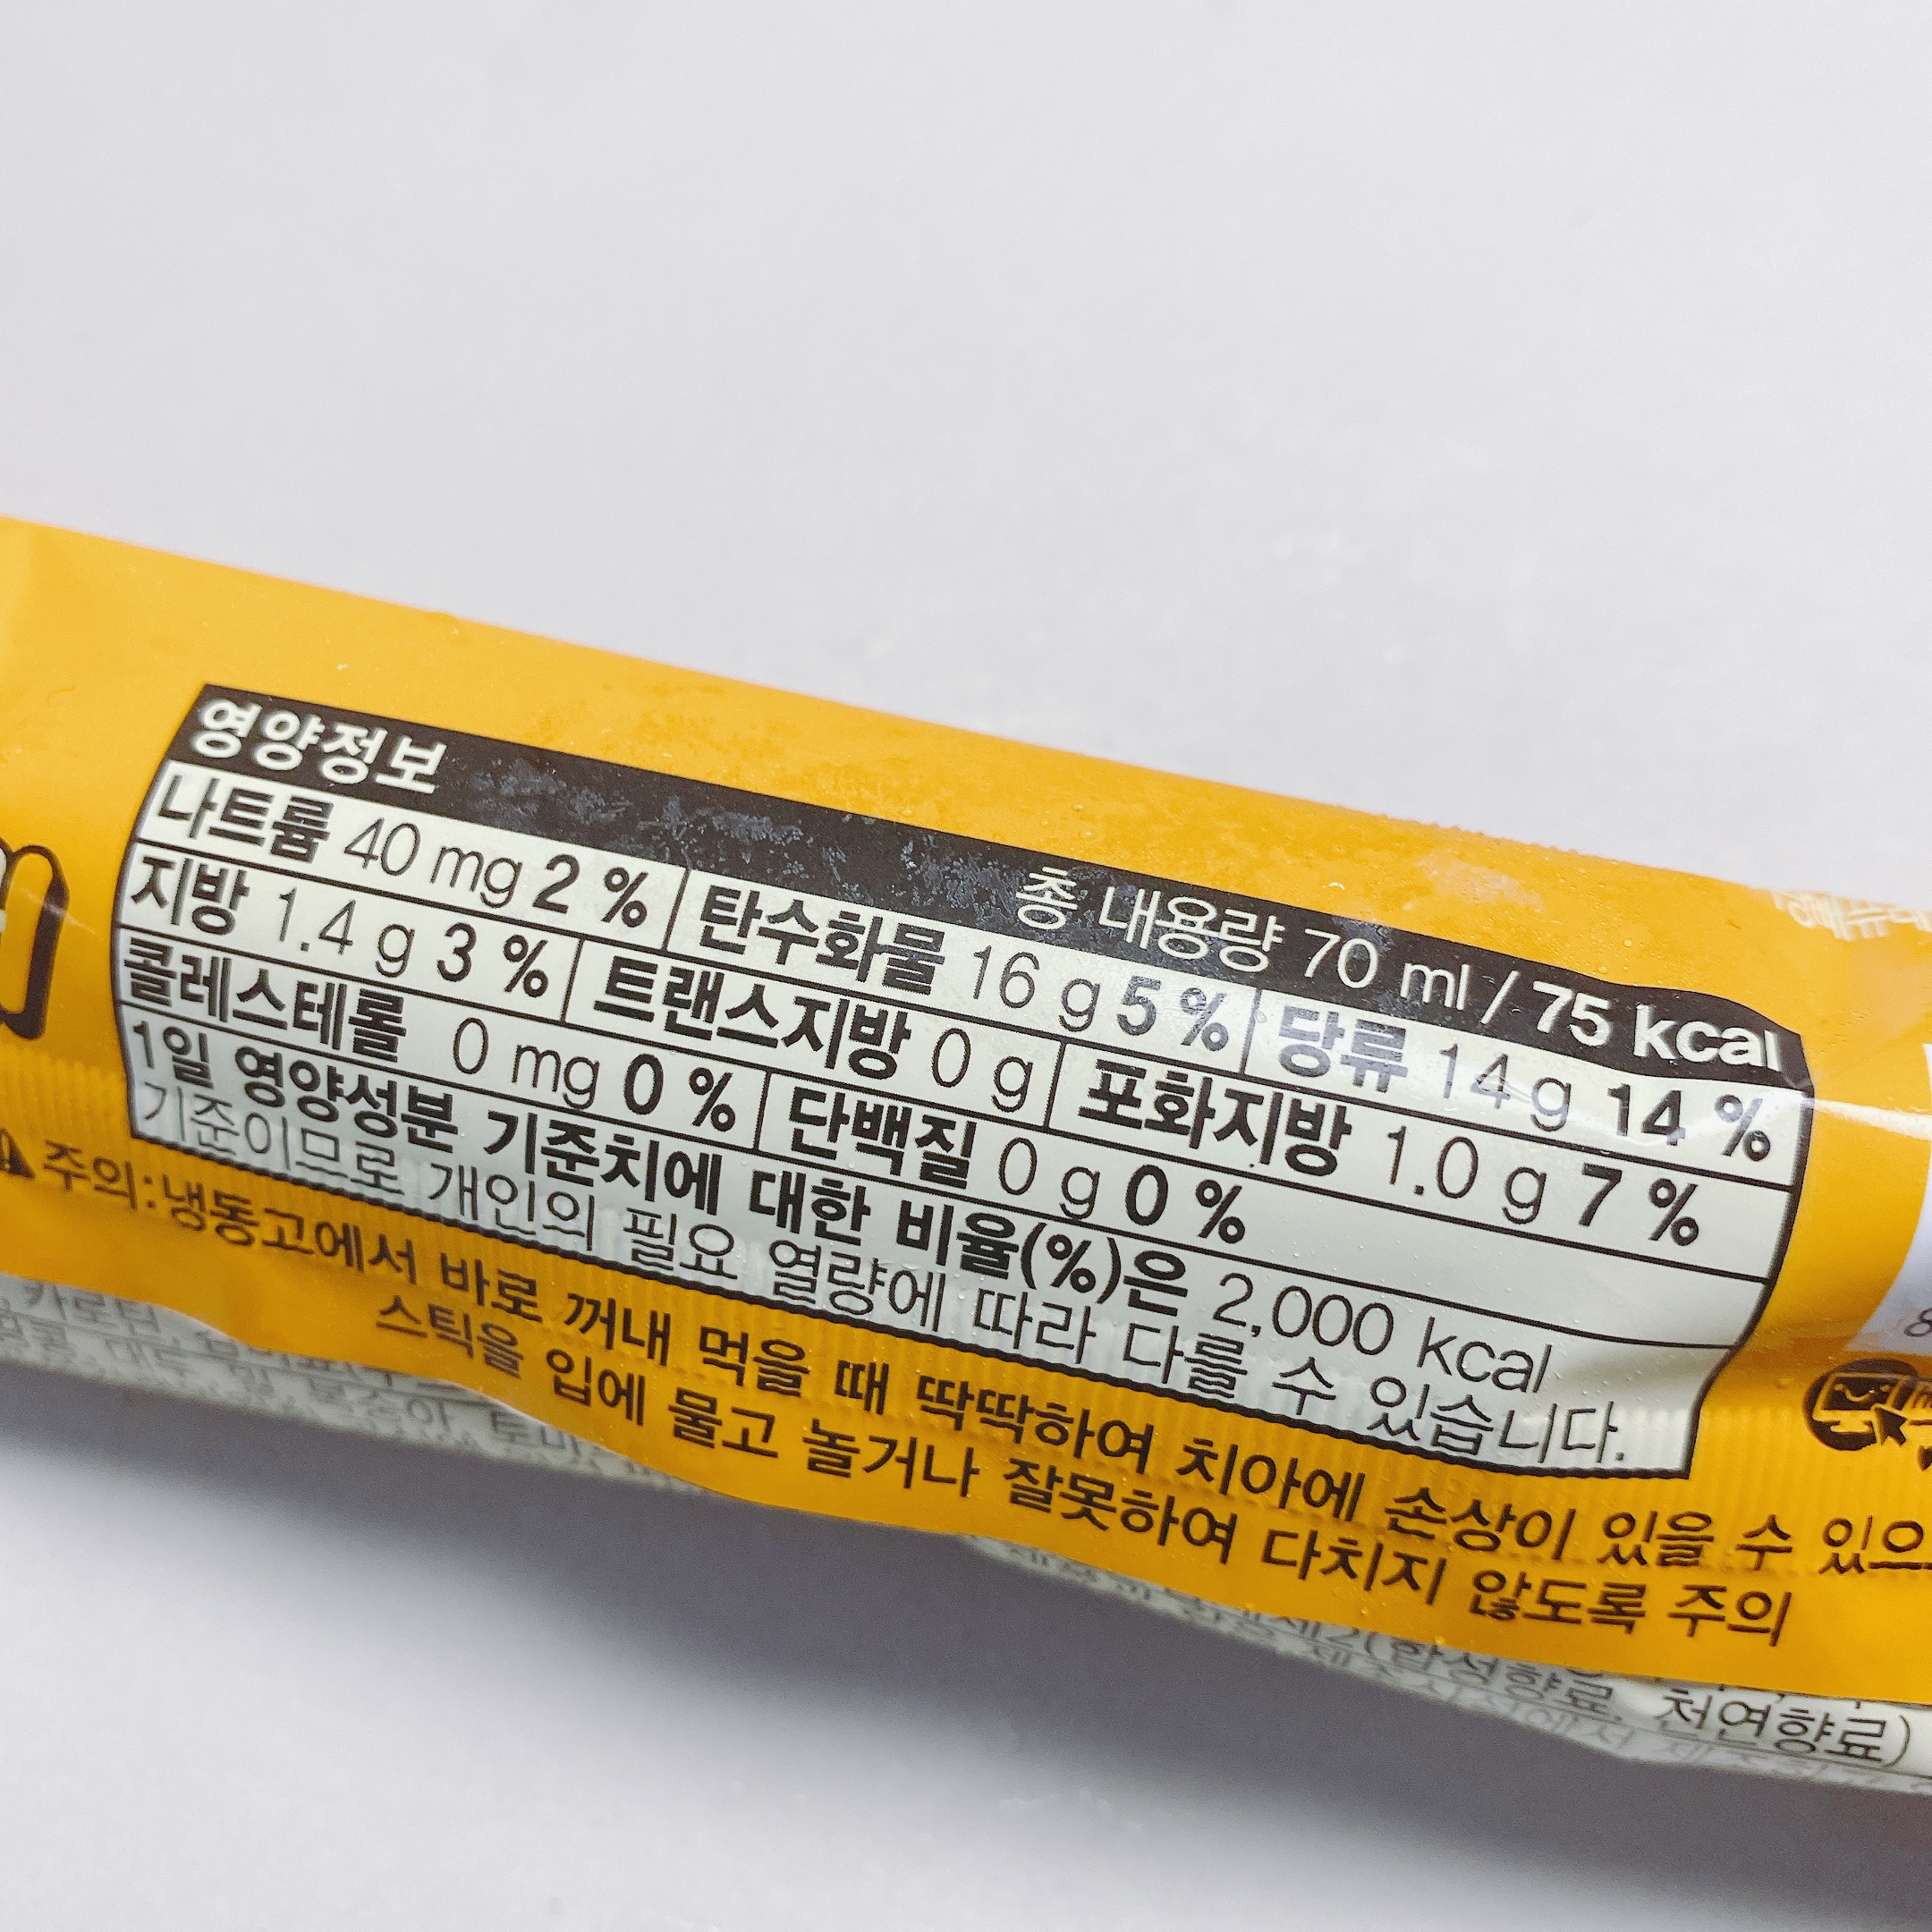 영양정보
총 내용량 70 ml / 75 kcal
나트륨 40 mg 2 % 탄수화물 16 g 5 % 당류 14 g 14 %
지방 1.4 g 3 % 트랜스지방 0 g 포화지방 1.0 g 7 %
콜레스테롤 0 mg 0 % 단백질 0 g 0 %
1일 영양성분 기준치에 대한 비율(%)은 2,000 kcal
기준이므로 개인의 필요 열량에 따라 다를 수 있습니다.
주의:냉동고에서 바로 꺼내 먹을 때 딱딱하여 치아에 손상이 있을 수 있으
스틱을 입에 물고 놀거나 잘못하여 다치지 않도록 주의
천연향료)